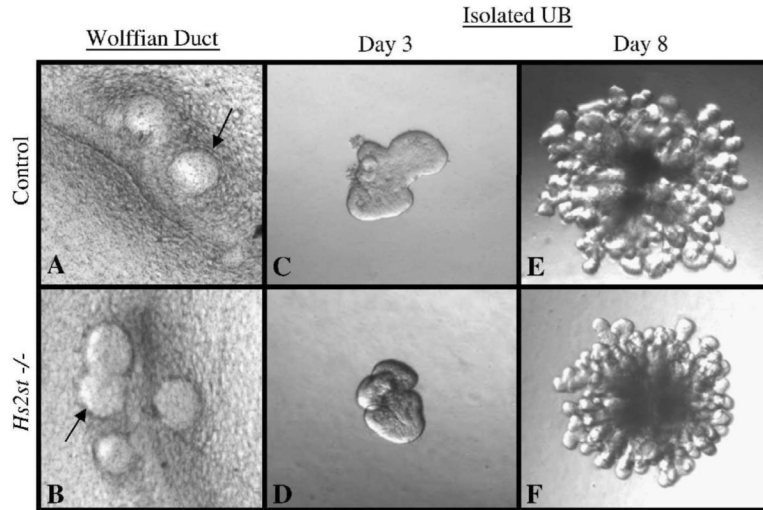 Isolated UB
Wolffian Duct
Day 3
Day 8
Control
A
C
E
Hs2st -/-
B
D
F